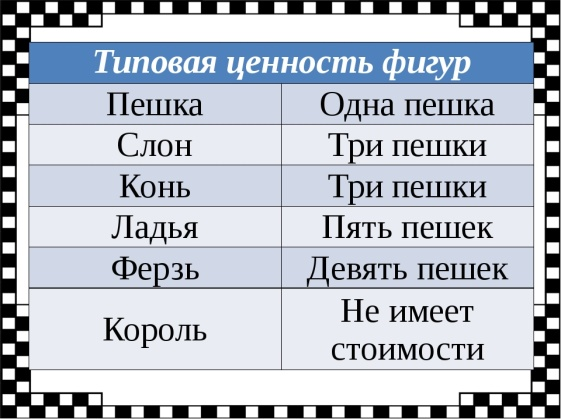 Типовая ценность фигур
Пешка Одна пешка
Слон Три пешки
Конь Три пешки
Ладья Пять пешек
Ферзь Девять пешек
Король Не имеет
стоимости